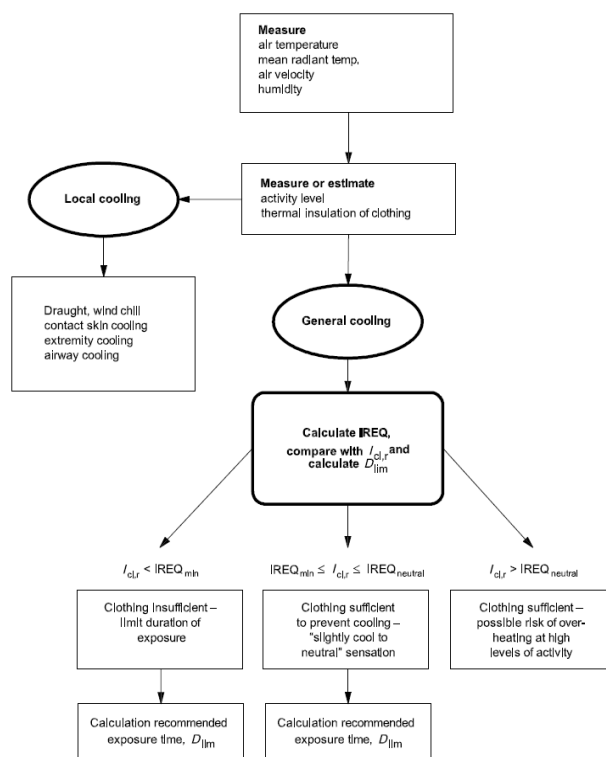 Measure
air temperature
mean radiant temp.
air velocity
humidity
Measure or estimate
activity level
thermal insulation of clothing
Local cooling
Draught, wind chill
contact skin cooling
extremity cooling
airway cooling
General cooling
Calculate IREQ,
compare with Icl,r and
calculate Dlim
Icl,r < IREQmin
IREQmin ≤ Icl,r ≤ IREQneutral
Icl,r > IREQneutral
Clothing insufficient –
limit duration of
exposure
Clothing sufficient
to prevent cooling –
"slightly cool to
neutral" sensation
Clothing sufficient –
possible risk of over-
heating at high
levels of activity
Calculation recommended
exposure time, Dlim
Calculation recommended
exposure time, Dlim